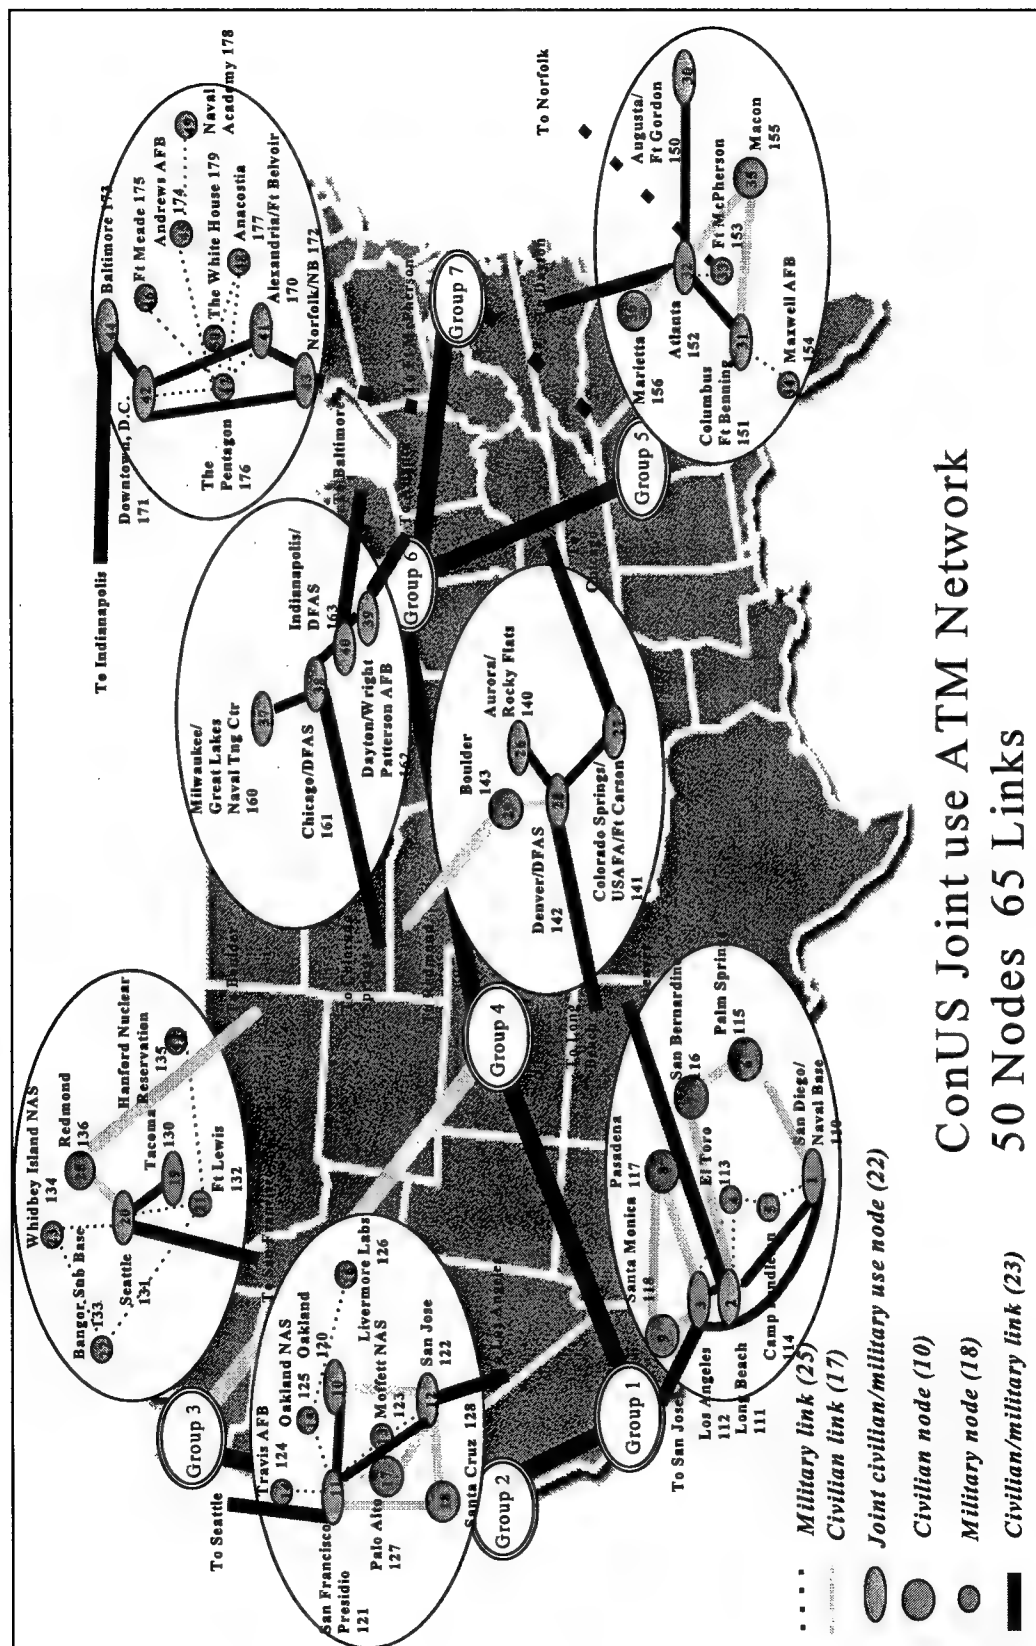 ConUS Joint use ATM Network
50 Nodes 65 Links
Military link (25)
Civilian link (17)
Joint civilian/military use node (22)
Civilian node (10)
Military node (18)
Civilian/military link (23)
Group 1
Group 2
Group 3
Group 4
Group 5
Group 6
Group 7
Whidbey Island NAS
134
Redmond
136
Hanford Nuclear
Reservation
135
Tacoma
130
Bangor Sub Base
133
Seattle
131
Ft Lewis
132
To Seattle
Travis AFB
124
Oakland NAS
125
Oakland
120
Livermore Labs
126
Moffett NAS
123
San Jose
122
San Francisco
Presidio
121
Palo Alto
127
Santa Cruz 128
To San Jose
Los Angeles
112
Long Beach
111
Camp Pendleton
114
Santa Monica
118
Pasadena
117
El Toro
113
San Bernardino
116
Palm Springs
115
San Diego/
Naval Base
110
Milwaukee/
Great Lakes
Naval Tng Ctr
160
Chicago/DFAS
161
Indianapolis/
DFAS
163
Dayton/Wright
Patterson AFB
162
Boulder
143
Aurora/
Rocky Flats
140
Denver/DFAS
142
Colorado Springs/
USAFA/Ft Carson
141
To Indianapolis
Baltimore 173
Downtown, D.C.
171
Ft Meade 175
Andrews AFB
174
Naval
Academy 178
The White House 179
Anacostia
177
Alexandria/Ft Belvoir
170
Norfolk/NB 172
The
Pentagon
176
To Baltimore
To Norfolk
Augusta/
Ft Gordon
150
Macon
155
Ft McPherson
153
Maxwell AFB
154
Marietta
156
Atlanta
152
Columbus
Ft Benning
151